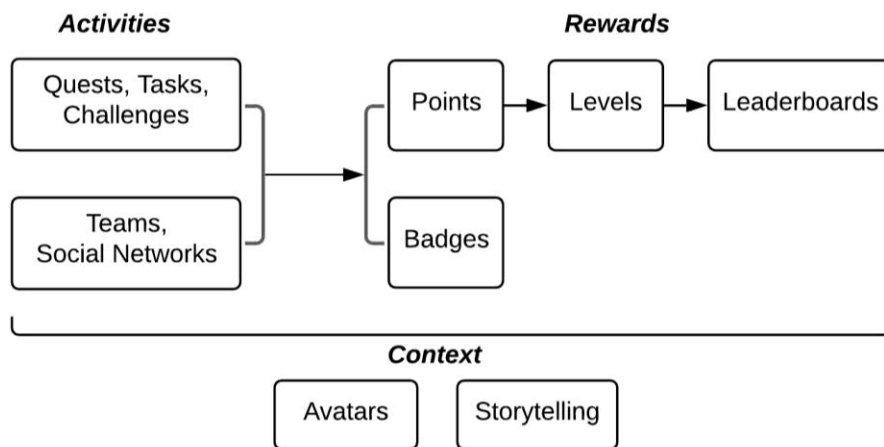 Activities
Rewards
Quests, Tasks,
Challenges
Points
Levels
Leaderboards
Teams,
Social Networks
Badges
Context
Avatars
Storytelling